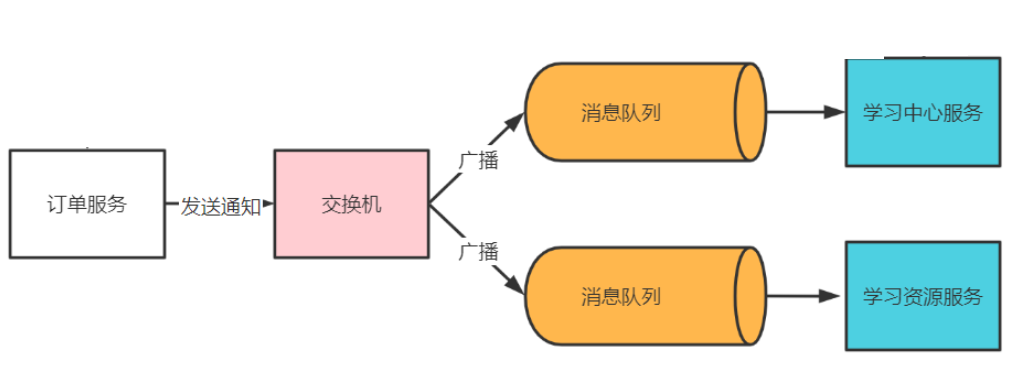 订单服务
发送通知
交换机
广播
消息队列
学习中心服务
广播
消息队列
学习资源服务